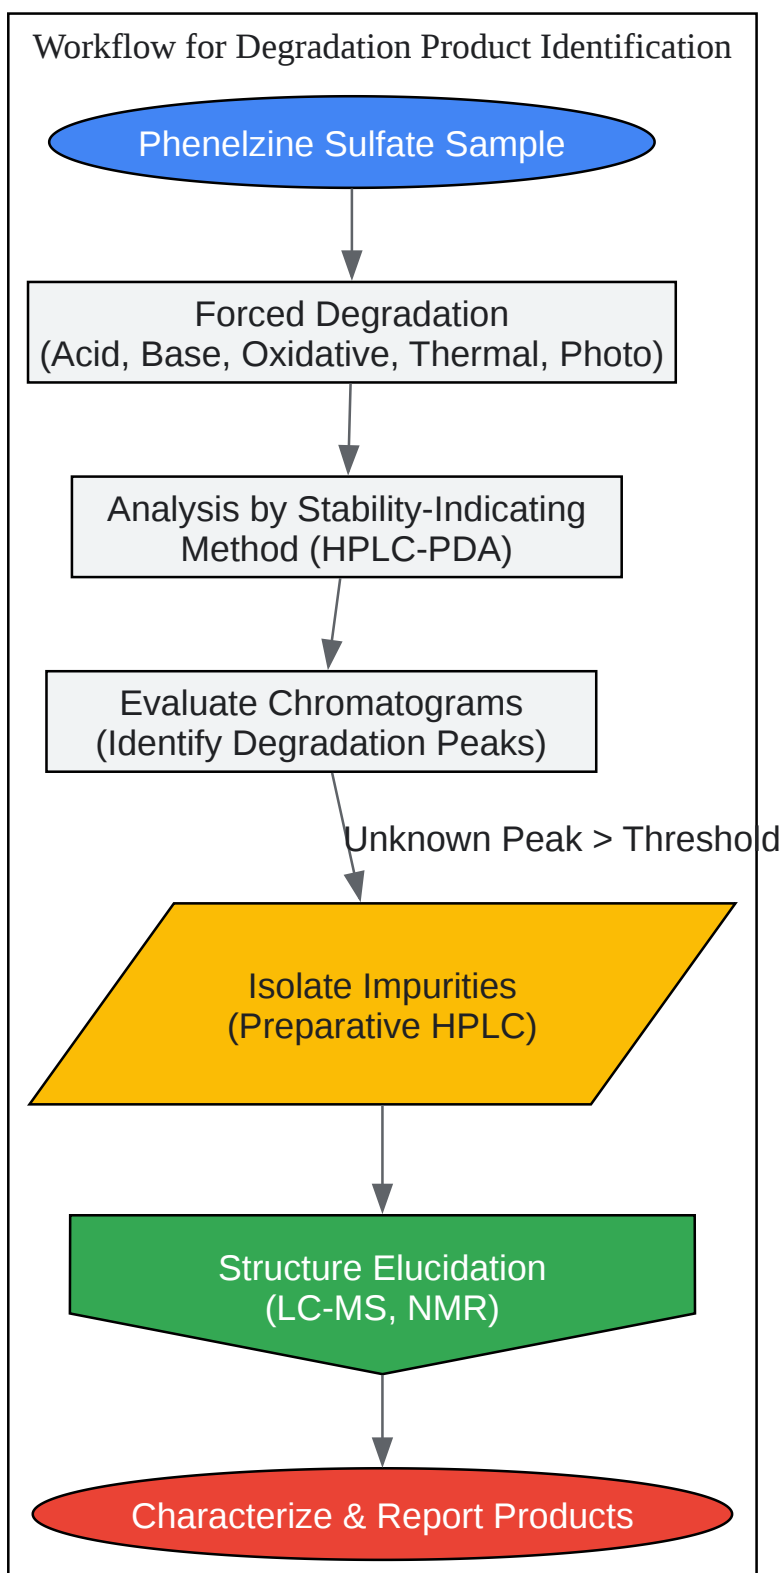 Workflow for Degradation Product Identification
Phenelzine Sulfate Sample
Forced Degradation
(Acid, Base, Oxidative, Thermal, Photo)
Analysis by Stability-Indicating
Method (HPLC-PDA)
Evaluate Chromatograms
(Identify Degradation Peaks)
Unknown Peak > Threshold
Isolate Impurities
(Preparative HPLC)
Structure Elucidation
(LC-MS, NMR)
Characterize & Report Products